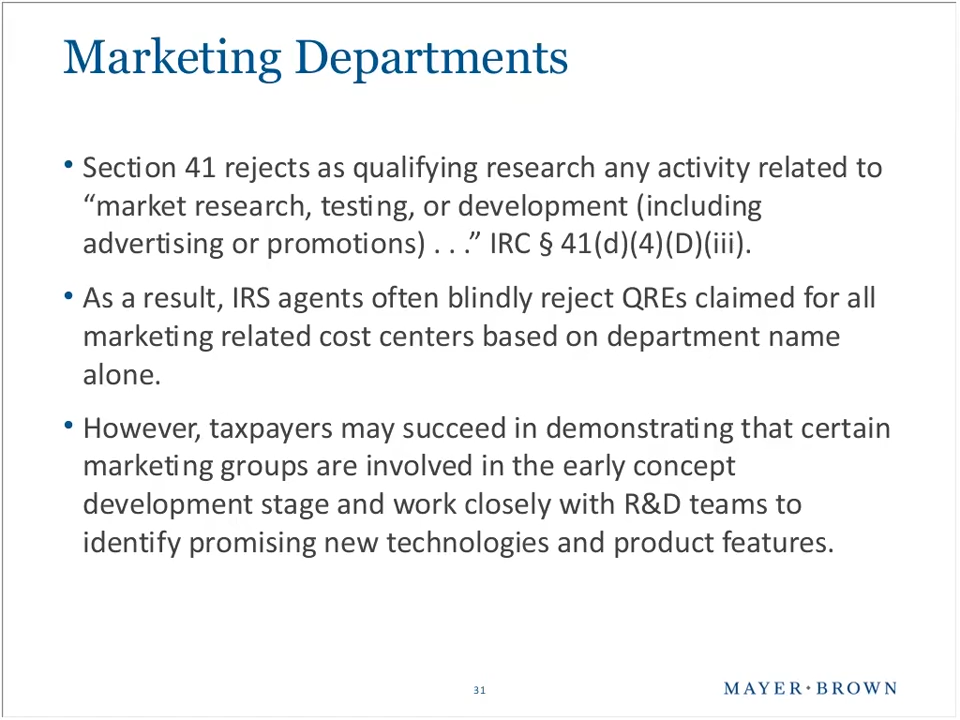 Marketing Departments
• Section 41 rejects as qualifying research any activity related to
“market research, testing, or development (including
advertising or promotions) . . .” IRC § 41(d)(4)(D)(iii).
• As a result, IRS agents often blindly reject QREs claimed for all
marketing related cost centers based on department name
alone.
• However, taxpayers may succeed in demonstrating that certain
marketing groups are involved in the early concept
development stage and work closely with R&D teams to
identify promising new technologies and product features.
31
MAYER • BROWN